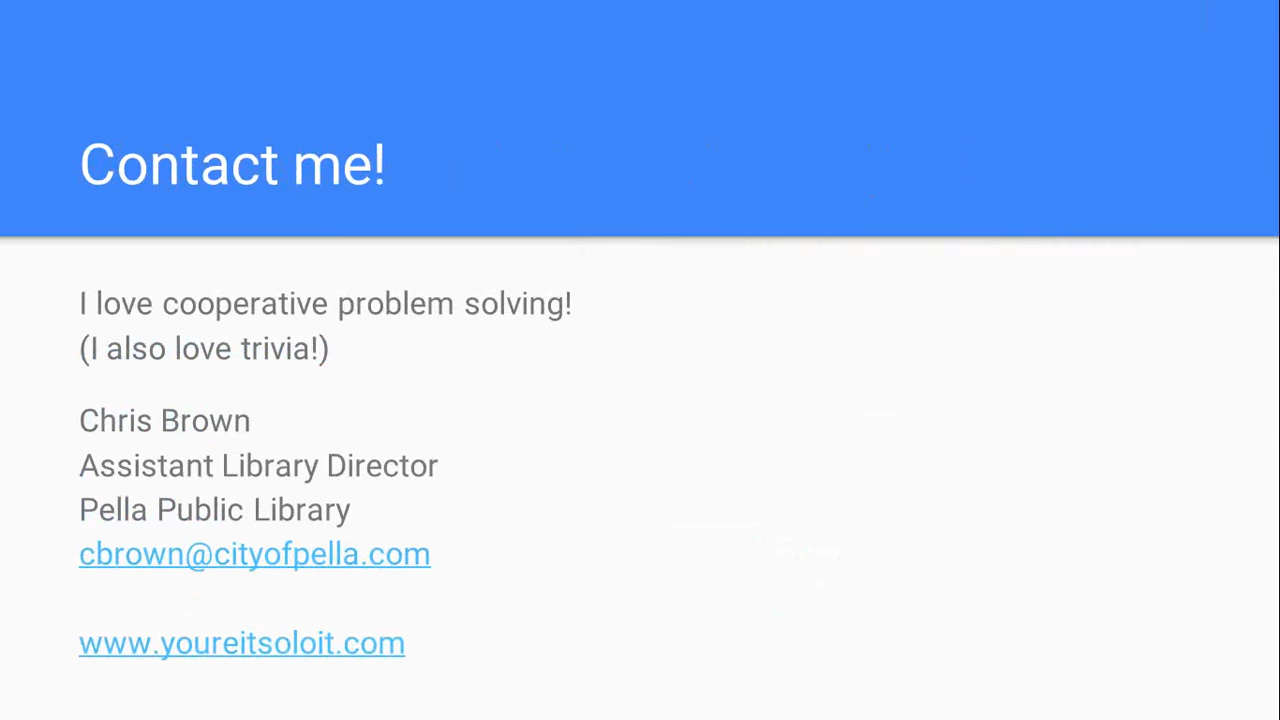 Contact me!
I love cooperative problem solving!
(I also love trivia!)
Chris Brown
Assistant Library Director
Pella Public Library
cbrown@cityofpella.com
www.youreitsoloit.com